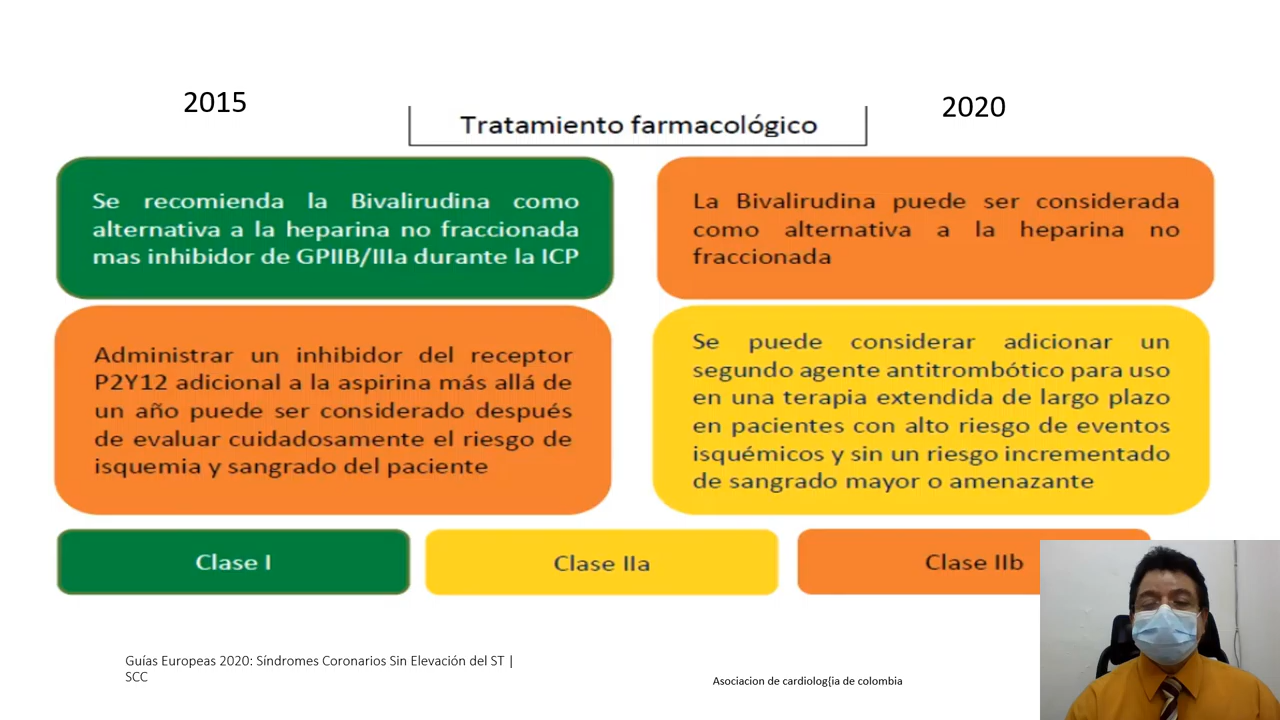 2015
Tratamiento farmacológico
2020
Se recomienda la Bivalirudina como
alternativa a la heparina no fraccionada
mas inhibidor de GPIIB/IIIa durante la ICP
La Bivalirudina puede ser considerada
como alternativa a la heparina no
fraccionada
Administrar un inhibidor del receptor
P2Y12 adicional a la aspirina más allá de
un año puede ser considerado después
de evaluar cuidadosamente el riesgo de
isquemia y sangrado del paciente
Se puede considerar adicionar un
segundo agente antitrombótico para uso
en una terapia extendida de largo plazo
en pacientes con alto riesgo de eventos
isquémicos y sin un riesgo incrementado
de sangrado mayor o amenazante
Clase I
Clase IIa
Clase IIb
Guías Europeas 2020: Síndromes Coronarios Sin Elevación del ST |
SCC
Asociacion de cardiolog{ia de colombia